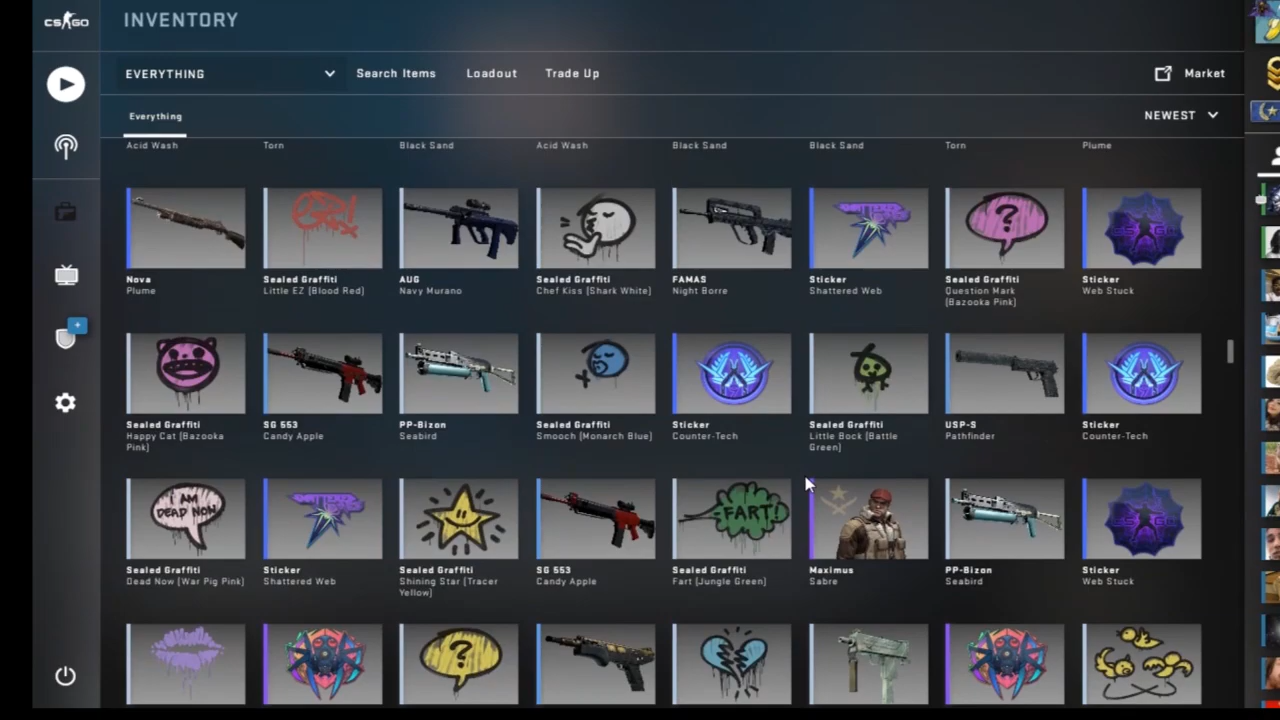 CS GO
INVENTORY
EVERYTHING
Search Items
Loadout
Trade Up
Market
Everything
NEWEST
Acid Wash
Torn
Black Sand
Acid Wash
Black Sand
Black Sand
Torn
Plume
Nova
Plume
Sealed Graffiti
Little EZ (Blood Red)
AUG
Navy Murano
Sealed Graffiti
Chef Kiss (Shark White)
FAMAS
Night Borre
Sticker
Shattered Web
?
Sealed Graffiti
Question Mark
(Bazooka Pink)
Sticker
Web Stuck
Sealed Graffiti
Happy Cat (Bazooka
Pink)
SG 553
Candy Apple
PP-Bizon
Seabird
Sealed Graffiti
Smooch (Monarch Blue)
Sticker
Counter-Tech
Sealed Graffiti
Little Bock (Battle
Green)
USP-S
Pathfinder
Sticker
Counter-Tech
I AM
DEAD NOW
Sealed Graffiti
Dead Now (War Pig Pink)
Sticker
Shattered Web
Sealed Graffiti
Shining Star (Tracer
Yellow)
SG 553
Candy Apple
FART!
Sealed Graffiti
Fart (Jungle Green)
Maximus
Sabre
PP-Bizon
Seabird
Sticker
Web Stuck
?